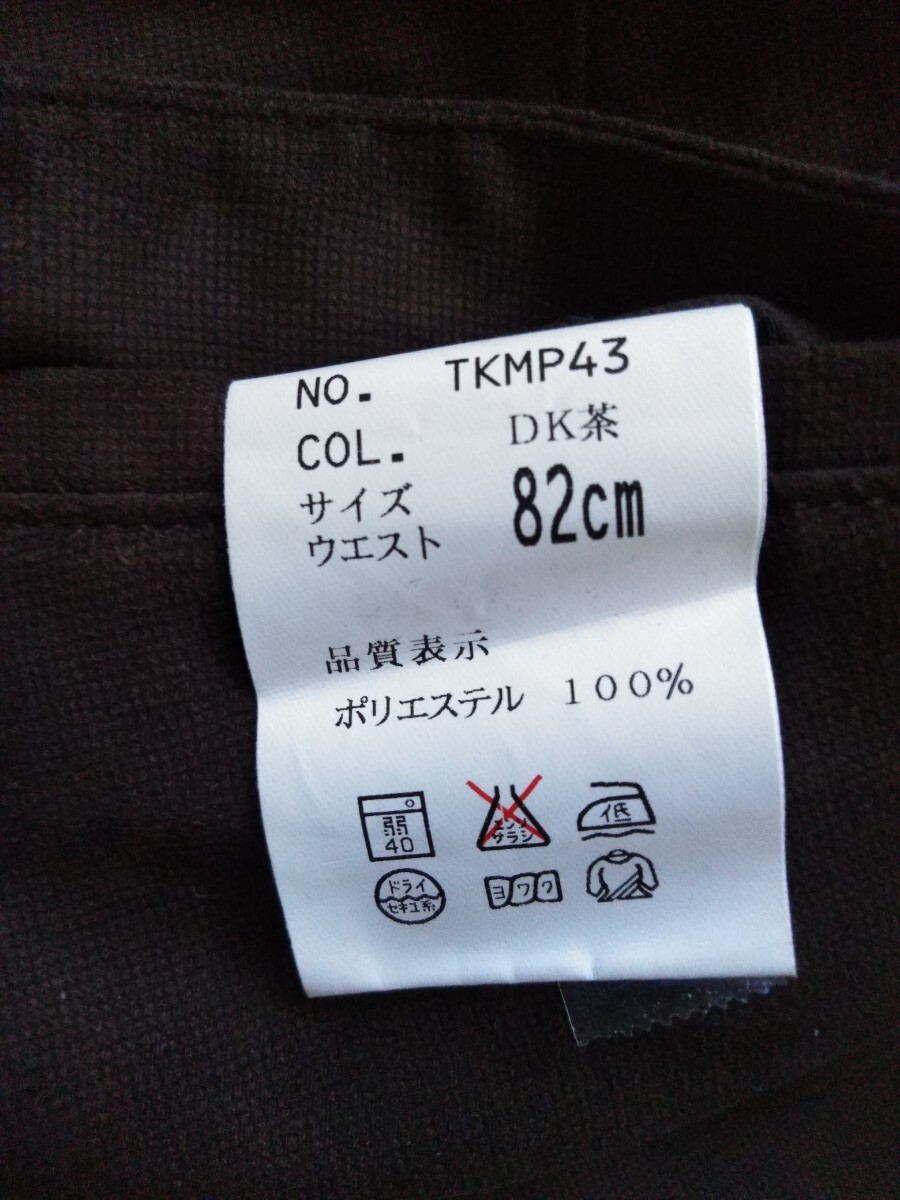 NO. TKMP43
COL. DK茶
サイズ
ウエスト 82cm
品質表示
ポリエステル 100%
弱
40
エンソ
サラシ
低
ドライ
セキユ系
ヨワク